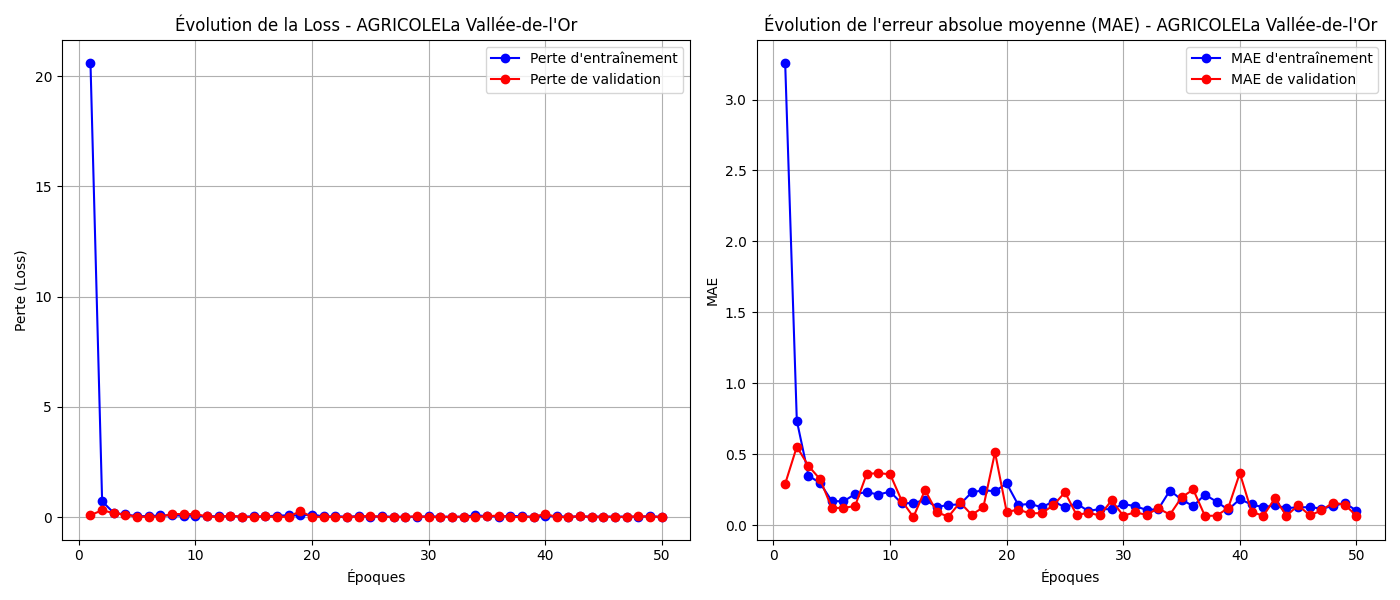 Évolution de la Loss - AGRICOLELa Vallée-de-l'Or
Perte d'entraînement
Perte de validation
20
15
10
5
0
Perte (Loss)
0 10 20 30 40 50
Époques
Évolution de l'erreur absolue moyenne (MAE) - AGRICOLELa Vallée-de-l'Or
MAE d'entraînement
MAE de validation
3.0
2.5
2.0
1.5
1.0
0.5
0.0
MAE
0 10 20 30 40 50
Époques